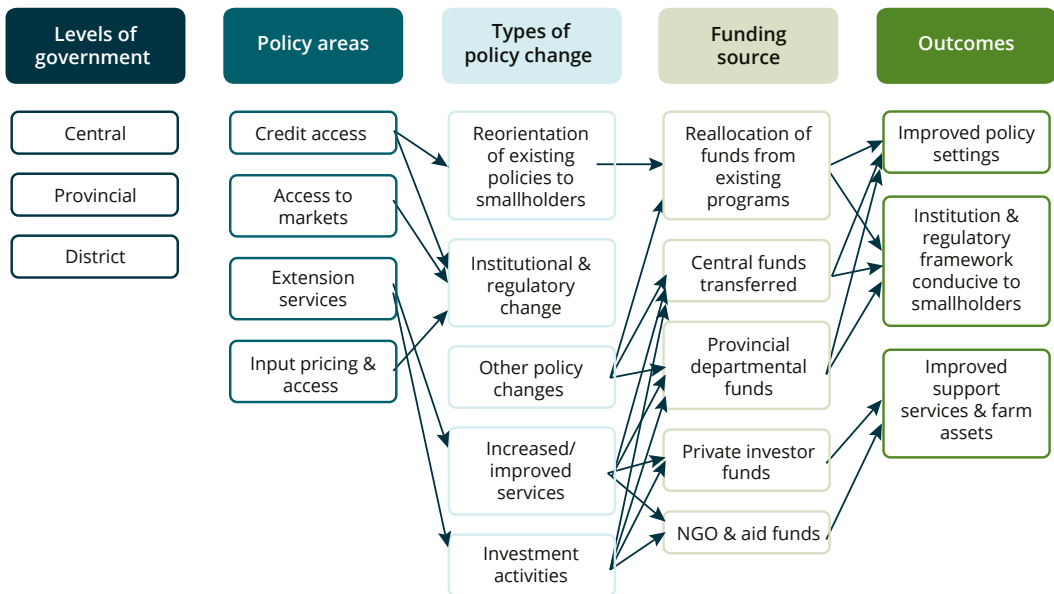 Levels of
government
Central
Provincial
District
Policy areas
Credit access
Access to
markets
Extension
services
Input pricing &
access
Types of
policy change
Reorientation
of existing
policies to
smallholders
Institutional &
regulatory
change
Other policy
changes
Increased/
improved
services
Investment
activities
Funding
source
Reallocation of
funds from
existing
programs
Central funds
transferred
Provincial
departmental
funds
Private investor
funds
NGO & aid funds
Outcomes
Improved policy
settings
Institution &
regulatory
framework
conducive to
smallholders
Improved
support
services & farm
assets